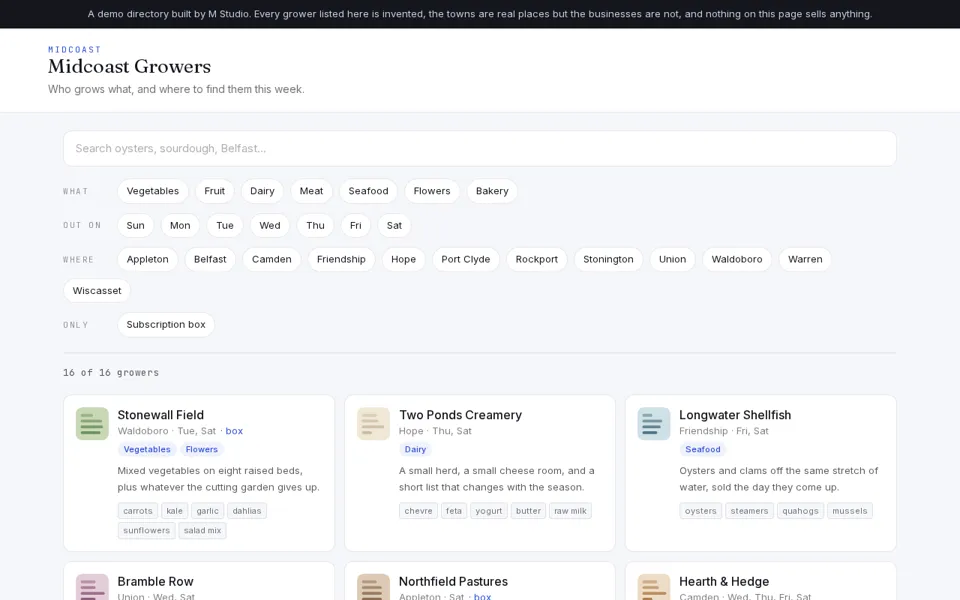 A demo directory built by M Studio. Every grower listed here is invented, the towns are real places but the businesses are not, and nothing on this page sells anything.
MIDCOAST
Midcoast Growers
Who grows what, and where to find them this week.
Search oysters, sourdough, Belfast...
WHAT Vegetables Fruit Dairy Meat Seafood Flowers Bakery
OUT ON Sun Mon Tue Wed Thu Fri Sat
WHERE Appleton Belfast Camden Friendship Hope Port Clyde Rockport Stonington Union Waldoboro Warren
Wiscasset
ONLY Subscription box
16 of 16 growers
Stonewall Field
Waldoboro · Tue, Sat · box
Vegetables Flowers
Mixed vegetables on eight raised beds,
plus whatever the cutting garden gives up.
carrots kale garlic dahlias
sunflowers salad mix
Two Ponds Creamery
Hope · Thu, Sat
Dairy
A small herd, a small cheese room, and a
short list that changes with the season.
chevre feta yogurt butter raw milk
Longwater Shellfish
Friendship · Fri, Sat
Seafood
Oysters and clams off the same stretch of
water, sold the day they come up.
oysters steamers quahogs mussels
Bramble Row
Union · Wed, Sat
Northfield Pastures
Appleton · Sat · box
Hearth & Hedge
Camden · Wed, Thu, Fri, Sat